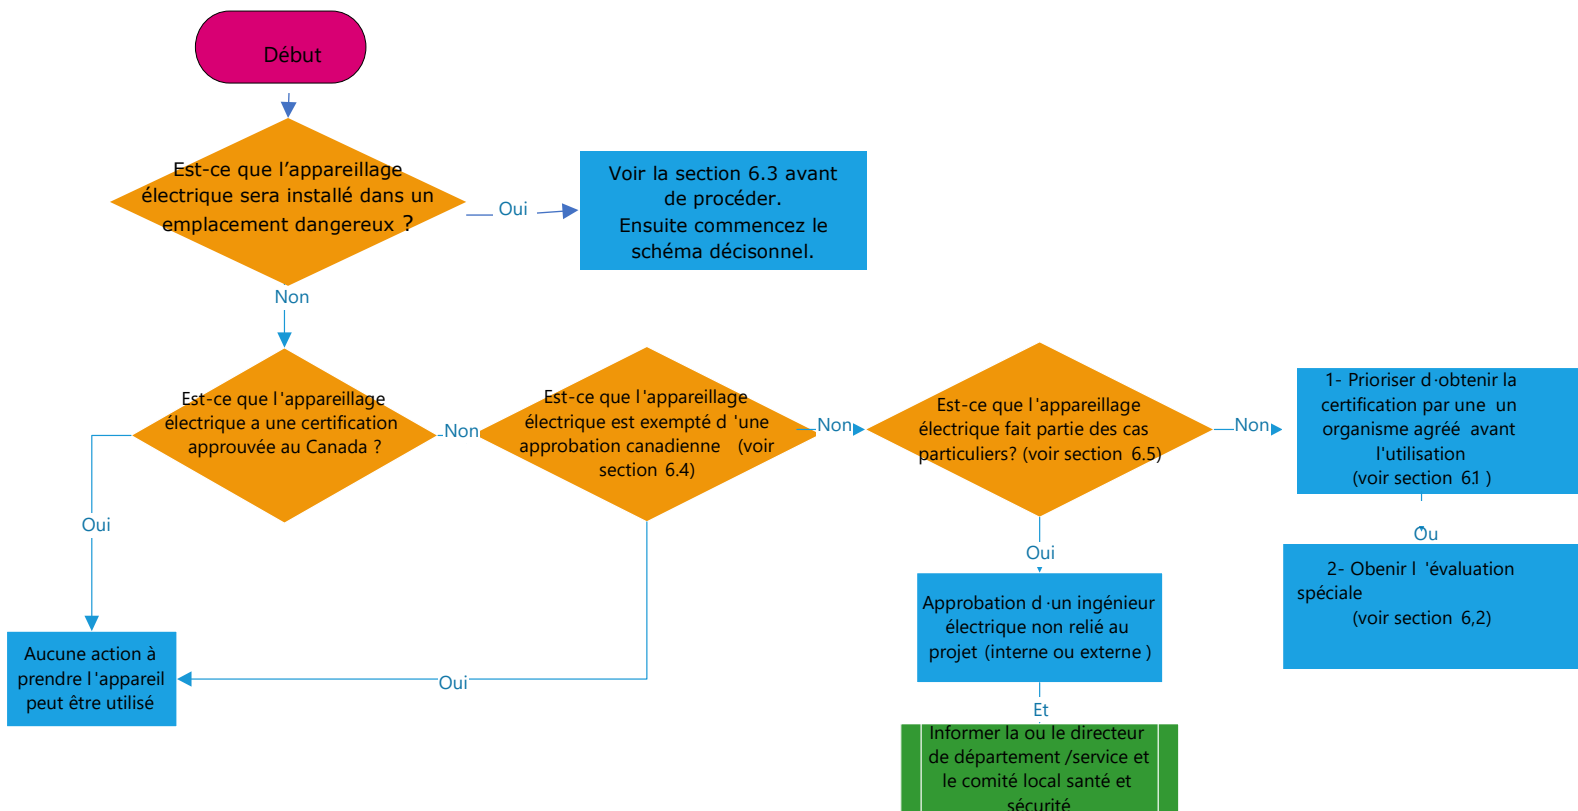 Début
Est-ce que l'appareillage
électrique sera installé dans un
emplacement dangereux ?
Oui
Voir la section 6.3 avant
de procéder.
Ensuite commencez le
schéma décisonnel.
Non
Est-ce que l'appareillage
électrique a une certification
approuvée au Canada ?
Non
Est-ce que l'appareillage
électrique est exempté d'une
approbation canadienne (voir
section 6.4)
Non
Est-ce que l'appareillage
électrique fait partie des cas
particuliers? (voir section 6.5)
Non
1- Prioriser d·obtenir la
certification par une un
organisme agréé avant
l'utilisation
(voir section 6.1 )
Ou
2- Obenir l 'évaluation
spéciale
(voir section 6,2)
Oui
Oui
Approbation d·un ingénieur
électrique non relié au
projet (interne ou externe )
Aucune action à
prendre l'appareil
peut être utilisé
Oui
Et
Informer la ou le directeur
de département /service et
le comité local santé et
sécurité